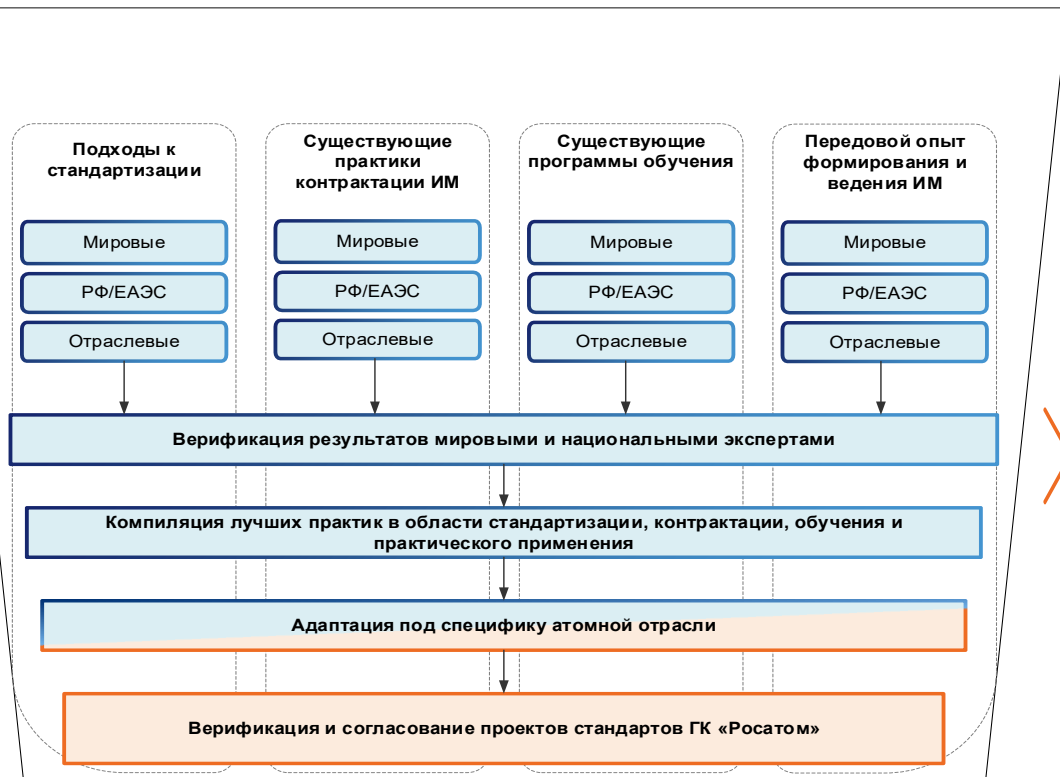 Подходы к
стандартизации
Мировые
РФ/ЕАЭС
Отраслевые
Существующие
практики
контрактации ИМ
Мировые
РФ/ЕАЭС
Отраслевые
Существующие
программы обучения
Мировые
РФ/ЕАЭС
Отраслевые
Передовой опыт
формирования и
ведения ИМ
Мировые
РФ/ЕАЭС
Отраслевые
Верификация результатов мировыми и национальными экспертами
Компиляция лучших практик в области стандартизации, контрактации, обучения и
практического применения
Адаптация под специфику атомной отрасли
Верификация и согласование проектов стандартов ГК «Росатом»